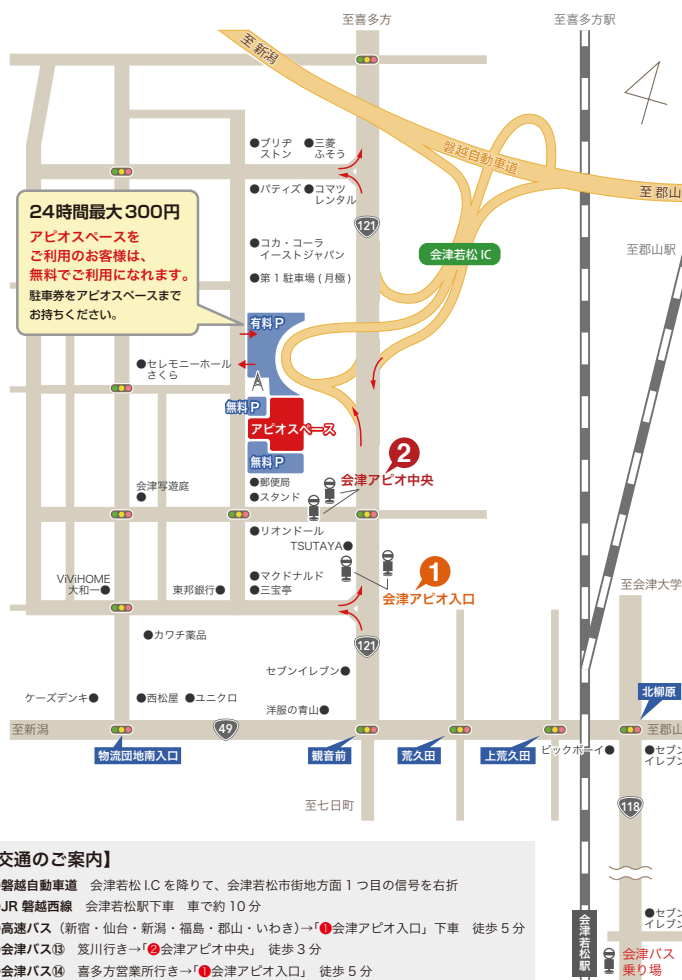 至喜多方
至喜多方駅
至 新潟
磐越自動車道
至 郡山
●ブリヂ
ストン
●三菱
ふそう
●パティズ
●コマツ
レンタル
24時間最大300円
アピオスペースを
ご利用のお客様は、
無料でご利用になれます。
駐車券をアピオスペースまで
お持ちください。
121
●コカ・コーラ
イーストジャパン
会津若松 IC
至郡山駅
●第1駐車場(月極)
有料 P
●セレモニーホール
さくら
無料 P
アピオスペース
無料 P
2
会津アピオ中央
●郵便局
●スタンド
会津写遊庭
●リオンドール
TSUTAYA●
1
会津アピオ入口
ViViHOME
大和一●
東邦銀行●
●マクドナルド
●三宝亭
至会津大学
●カワチ薬品
121
セブンイレブン●
北柳原
ケーズデンキ●
●西松屋
●ユニクロ
洋服の青山●
至新潟
49
至郡山
物流団地南入口
観音前
荒久田
上荒久田
ビックボーイ●
●セブン
イレブン
至七日町
118
交通のご案内】
磐越自動車道 会津若松 I.C を降りて、会津若松市街地方面 1 つ目の信号を右折
JR 磐越西線 会津若松駅下車 車で約 10 分
高速バス（新宿・仙台・新潟・福島・郡山・いわき）→「❶会津アピオ入口」下車 徒歩 5 分
会津バス⑬ 笈川行き→「❷会津アピオ中央」 徒歩 3 分
会津バス⑭ 喜多方営業所行き→「❶会津アピオ入口」 徒歩 5 分
会津若松駅
●セブン
イレブン
会津バス
乗り場